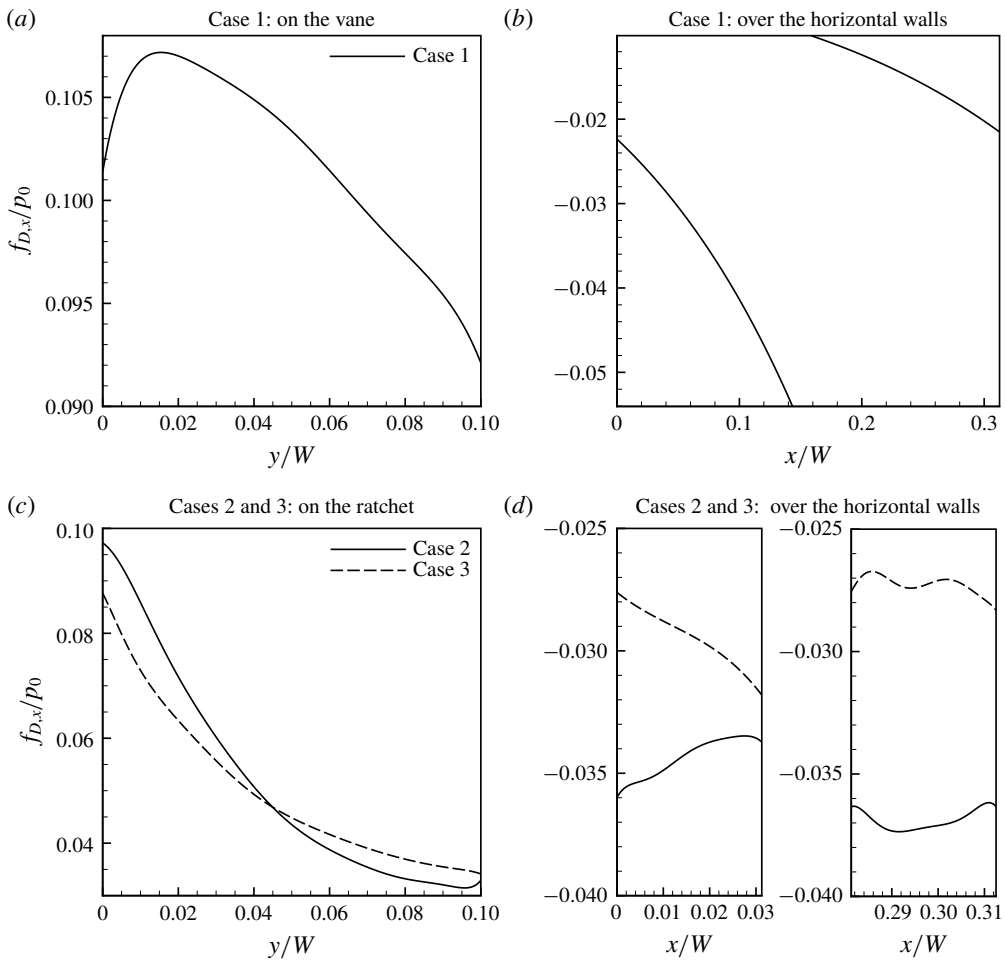 (a) Case 1: on the vane
Case 1
0.105
0.100
0.095
0.090
f_{D,x}/p_0
0 0.02 0.04 0.06 0.08 0.10
y/W
(b) Case 1: over the horizontal walls
−0.02
−0.03
−0.04
−0.05
0 0.1 0.2 0.3
x/W
(c) Cases 2 and 3: on the ratchet
Case 2
Case 3
0.10
0.08
0.06
0.04
f_{D,x}/p_0
0 0.02 0.04 0.06 0.08 0.10
y/W
(d) Cases 2 and 3: over the horizontal walls
−0.025
−0.030
−0.035
−0.040
0 0.01 0.02 0.03
x/W
−0.025
−0.030
−0.035
−0.040
0.29 0.30 0.31
x/W